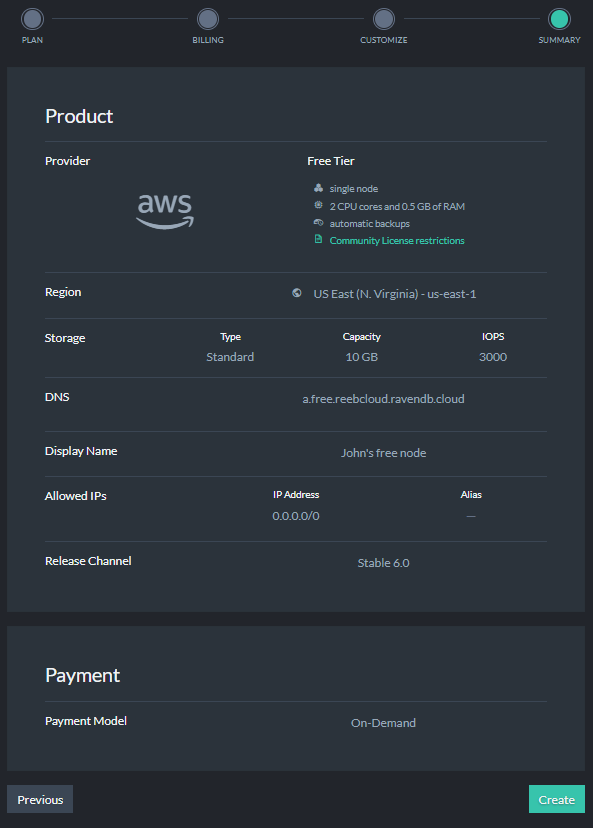 PLAN BILLING CUSTOMIZE SUMMARY
Product
Provider
aws
Free Tier
single node
2 CPU cores and 0.5 GB of RAM
automatic backups
Community License restrictions
Region US East (N. Virginia) - us-east-1
Storage Type Capacity IOPS
Standard 10 GB 3000
DNS a.free.reebcloud.ravendb.cloud
Display Name John's free node
Allowed IPs IP Address Alias
0.0.0.0/0 —
Release Channel Stable 6.0
Payment
Payment Model On-Demand
Previous Create